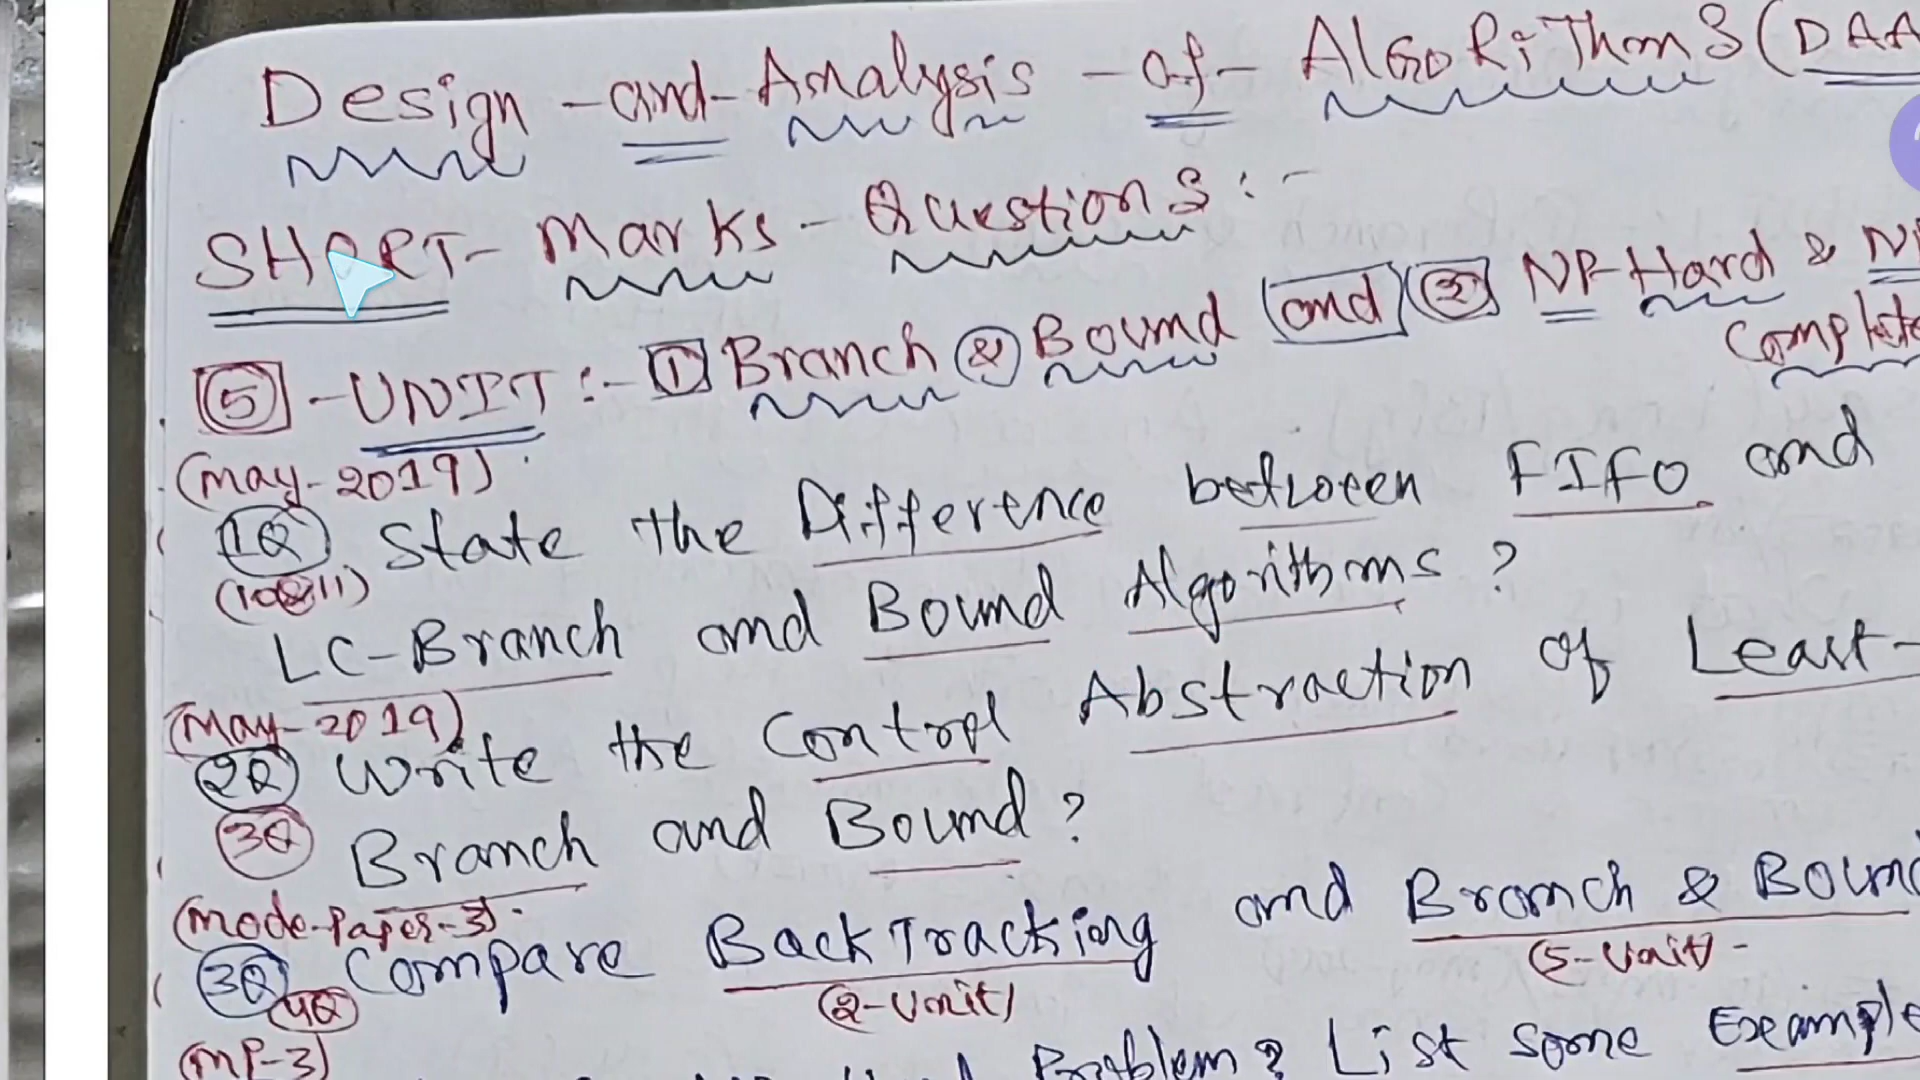 Design - and - Analysis - of - AlgoRiThmS (DAA
SHORT - Marks - QuestionS :-
5 - UNIT :- 1 Branch & Bound and 2 NP-Hard & N
Complete
(may-2019)
1Q State the Difference between FIFO and
(10&11)
LC-Branch and Bound Algorithms ?
(May-2019)
2Q Write the Control Abstraction of Least-
3Q Branch and Bound ?
(mode-paper-3)
3Q Compare BackTracking and Branch & Boun
4Q (2-Unit) (5-Unit) -
(MP-3)
Problem ? List some Example